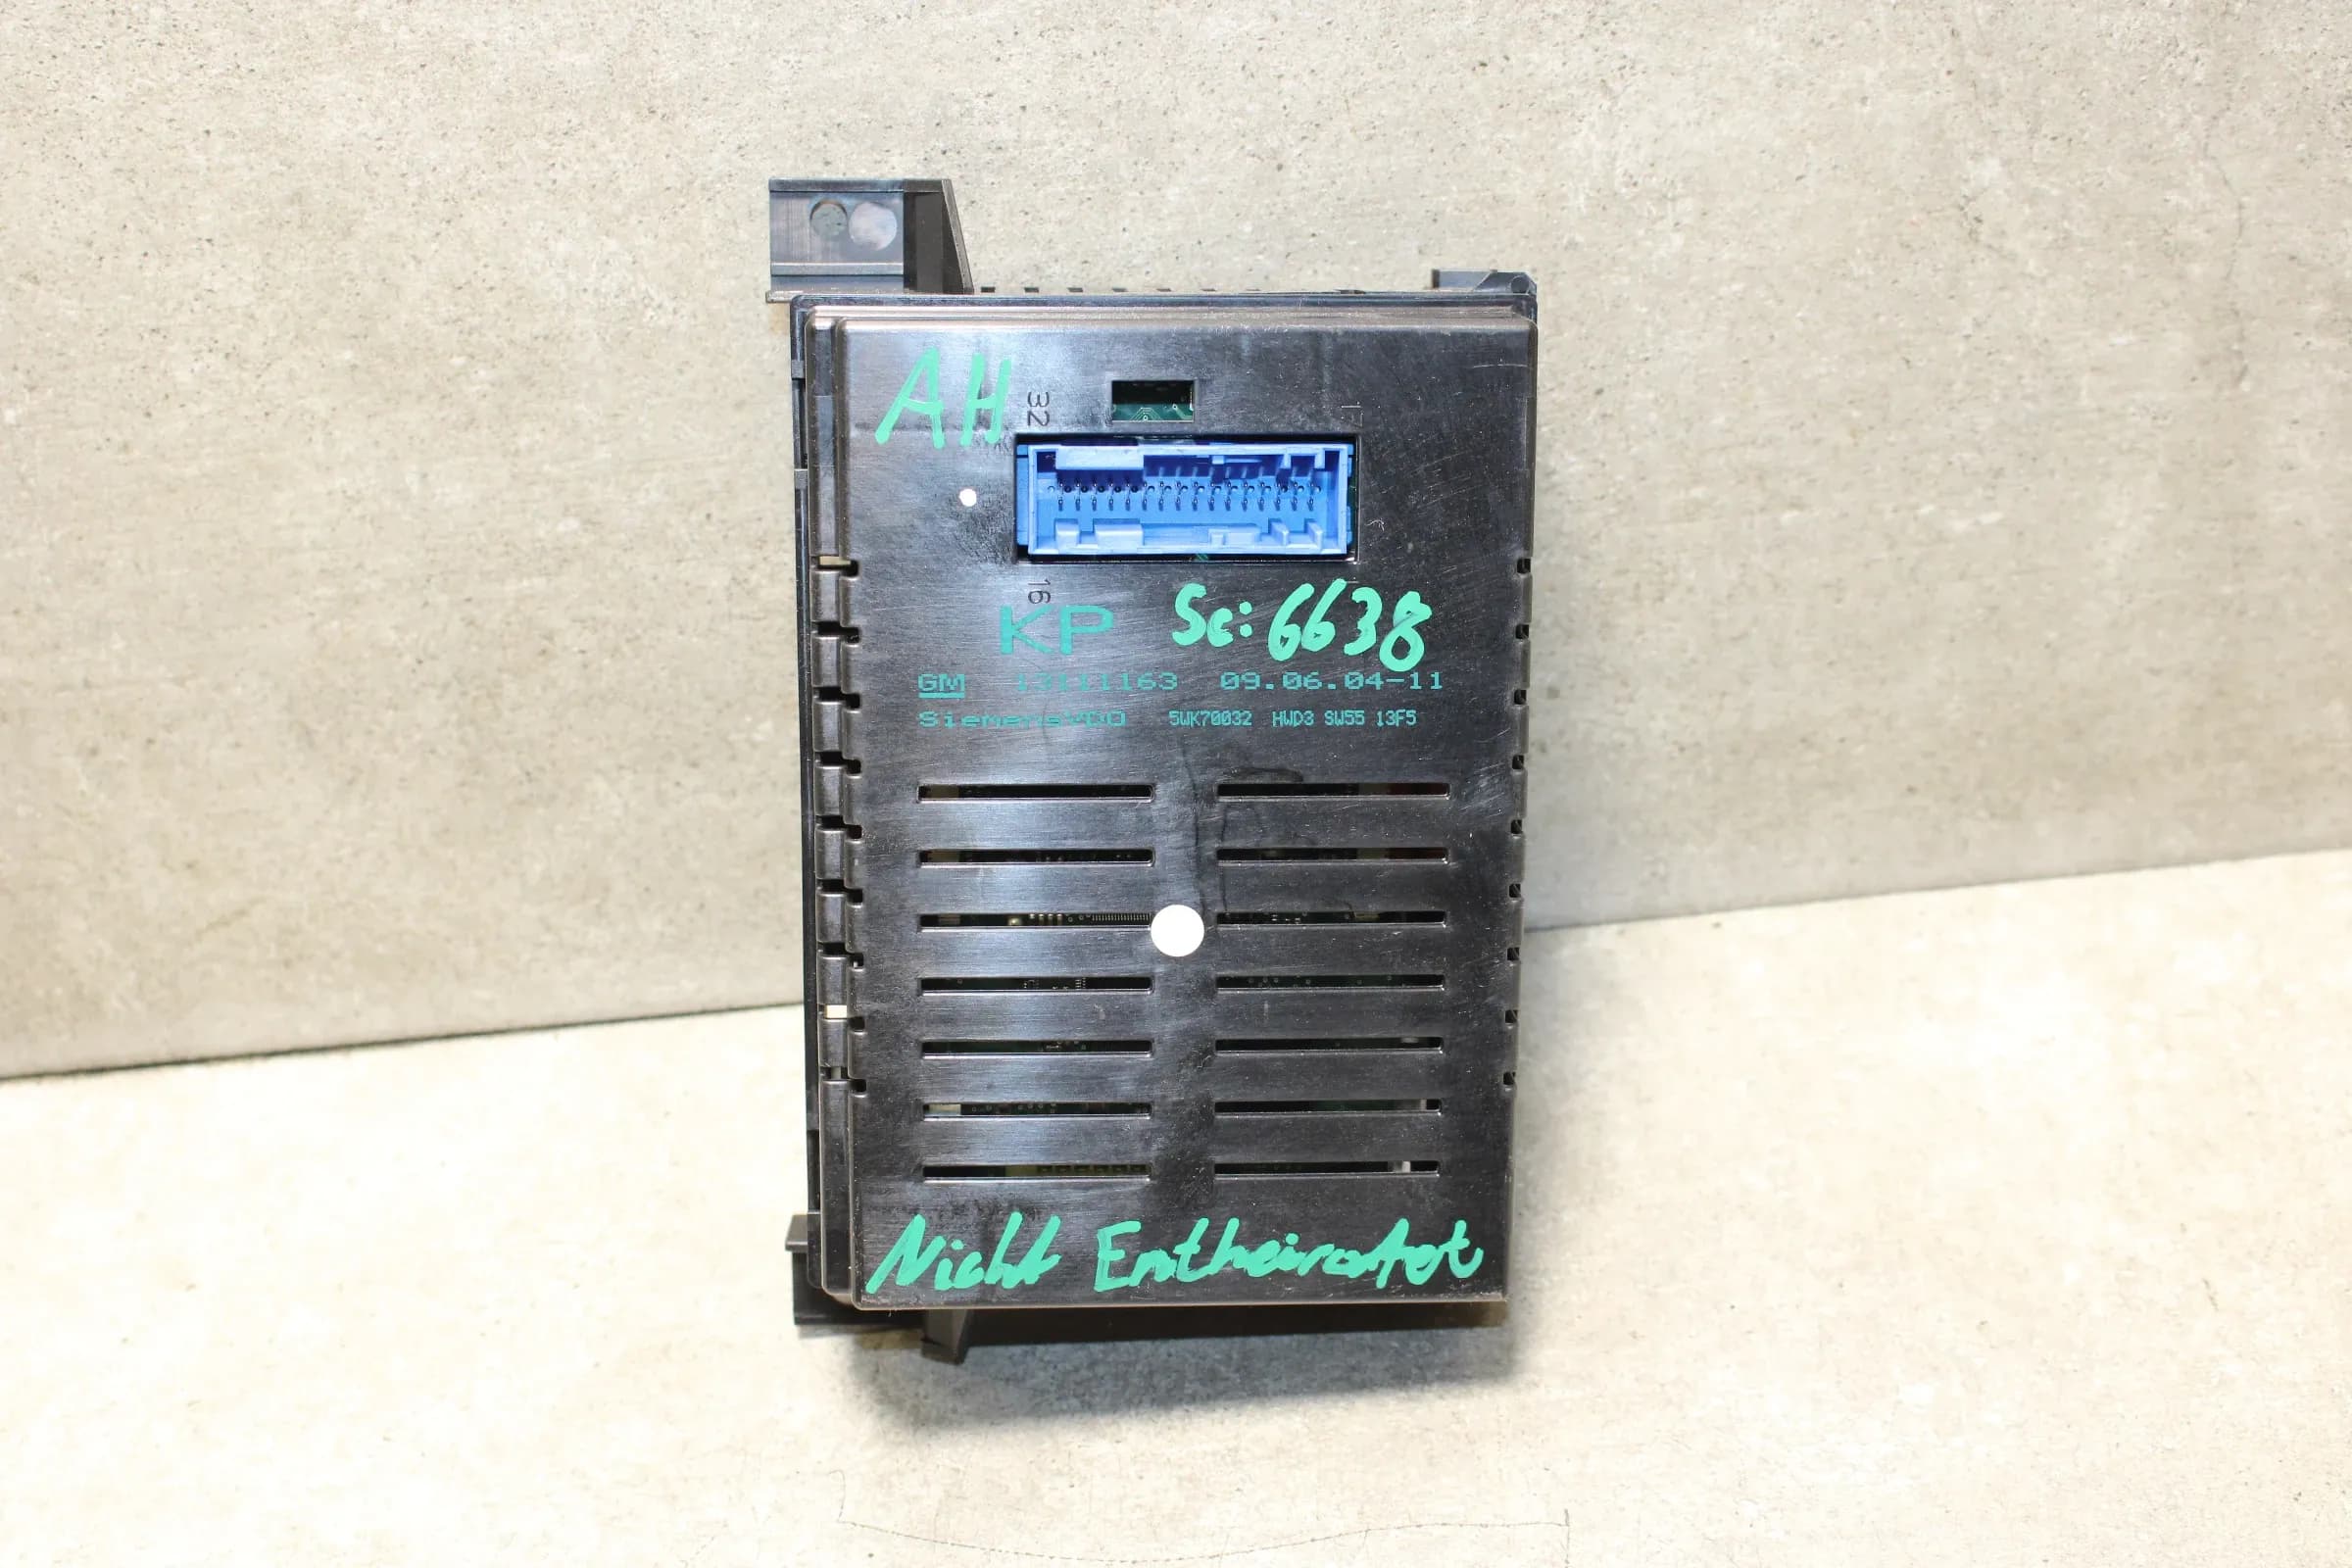 AH
32
17
16
KP Sc: 6638
GM 13111163 09.06.04-11
SiemensVDO 5WK70032 HWD3 SW55 13F5
Nicht Entheiratet